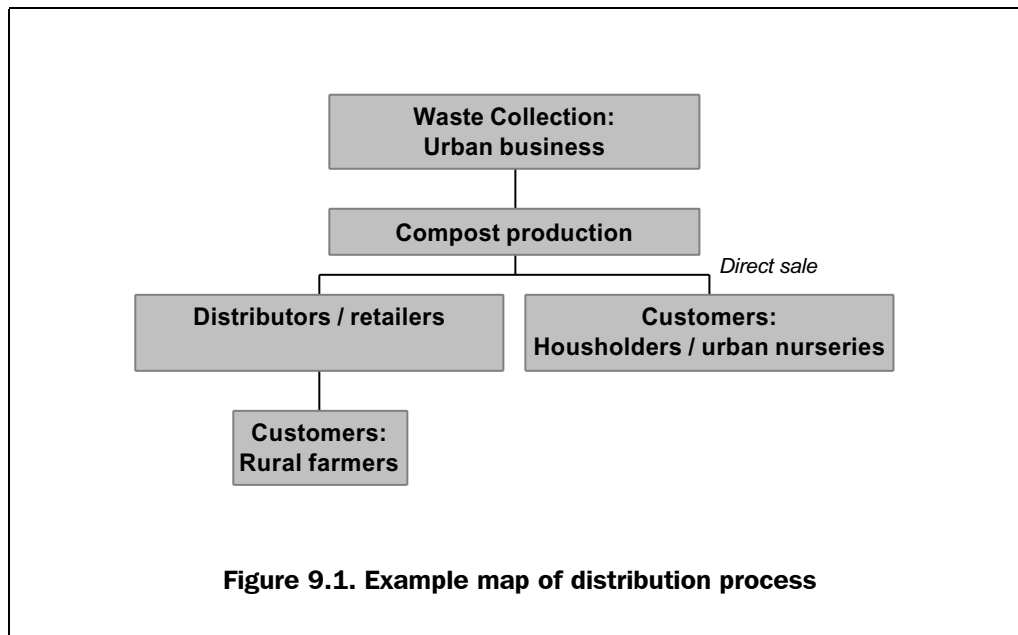 Waste Collection:
Urban business
Compost production
Direct sale
Distributors / retailers
Customers:
Housholders / urban nurseries
Customers:
Rural farmers
Figure 9.1. Example map of distribution process